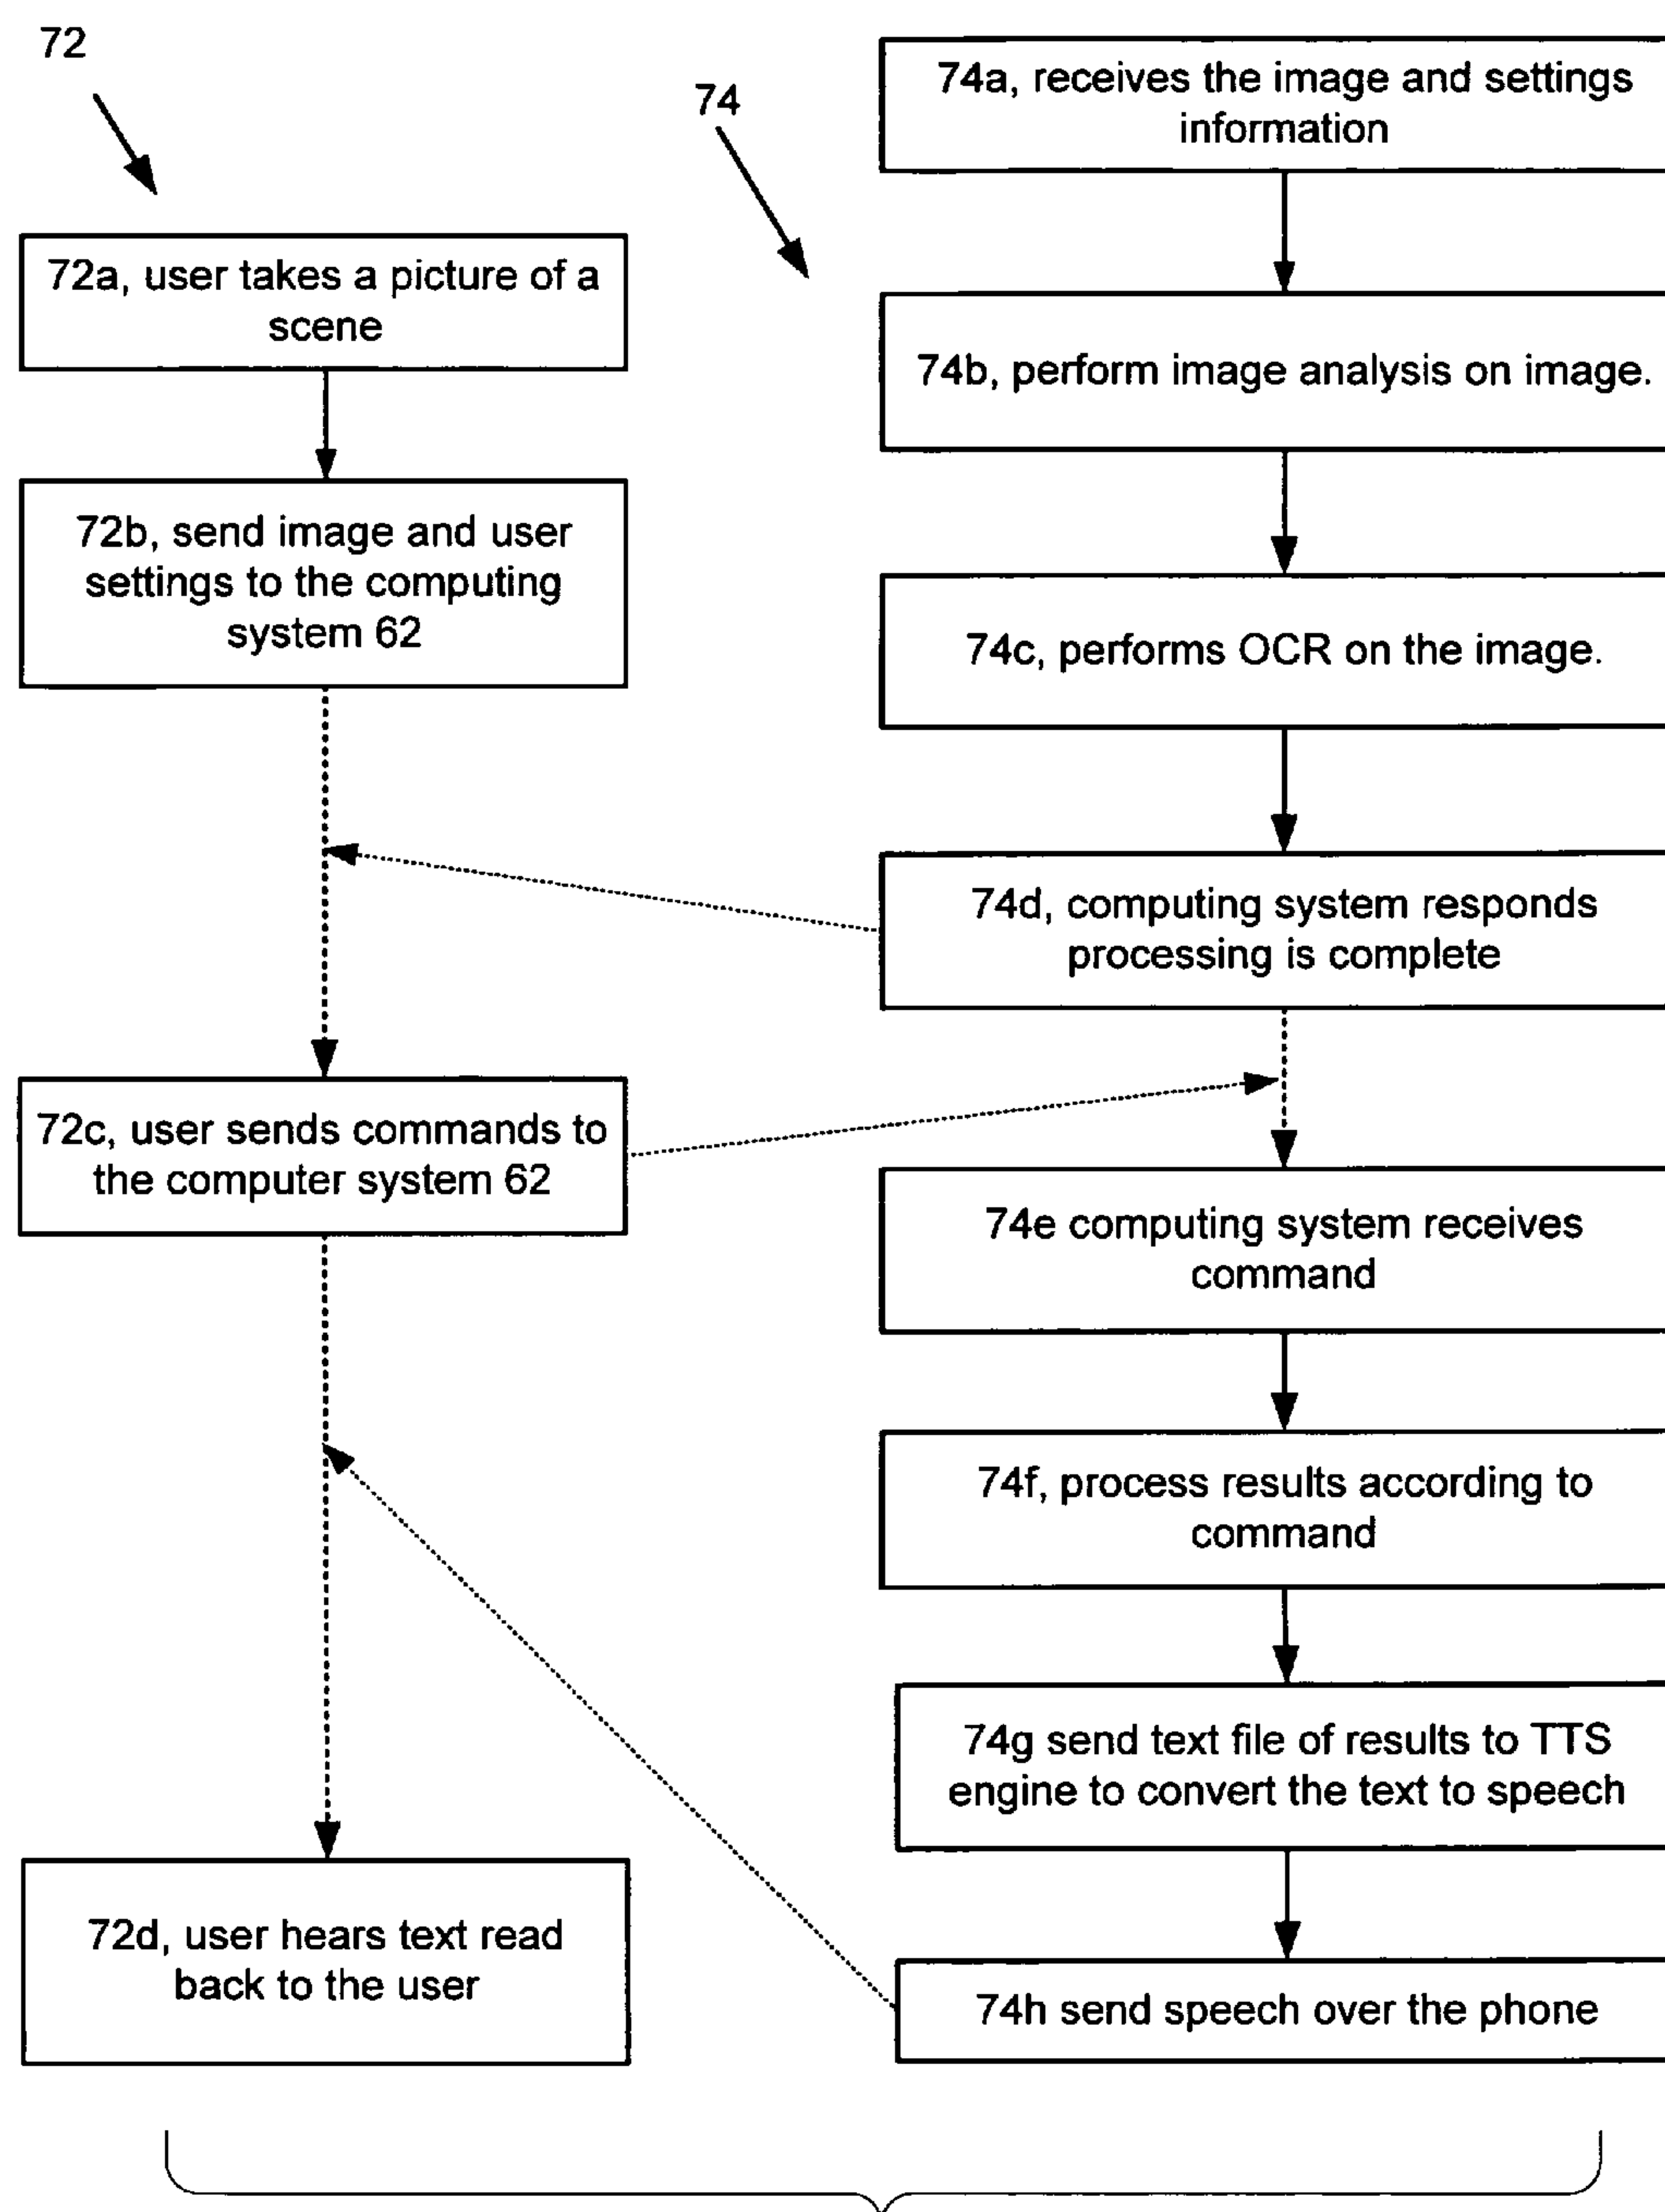 72
72a, user takes a picture of a
scene
72b, send image and user
settings to the computing
system 62
72c, user sends commands to
the computer system 62
72d, user hears text read
back to the user
74
74a, receives the image and settings
information
74b, perform image analysis on image.
74c, performs OCR on the image.
74d, computing system responds
processing is complete
74e computing system receives
command
74f, process results according to
command
74g send text file of results to TTS
engine to convert the text to speech
74h send speech over the phone